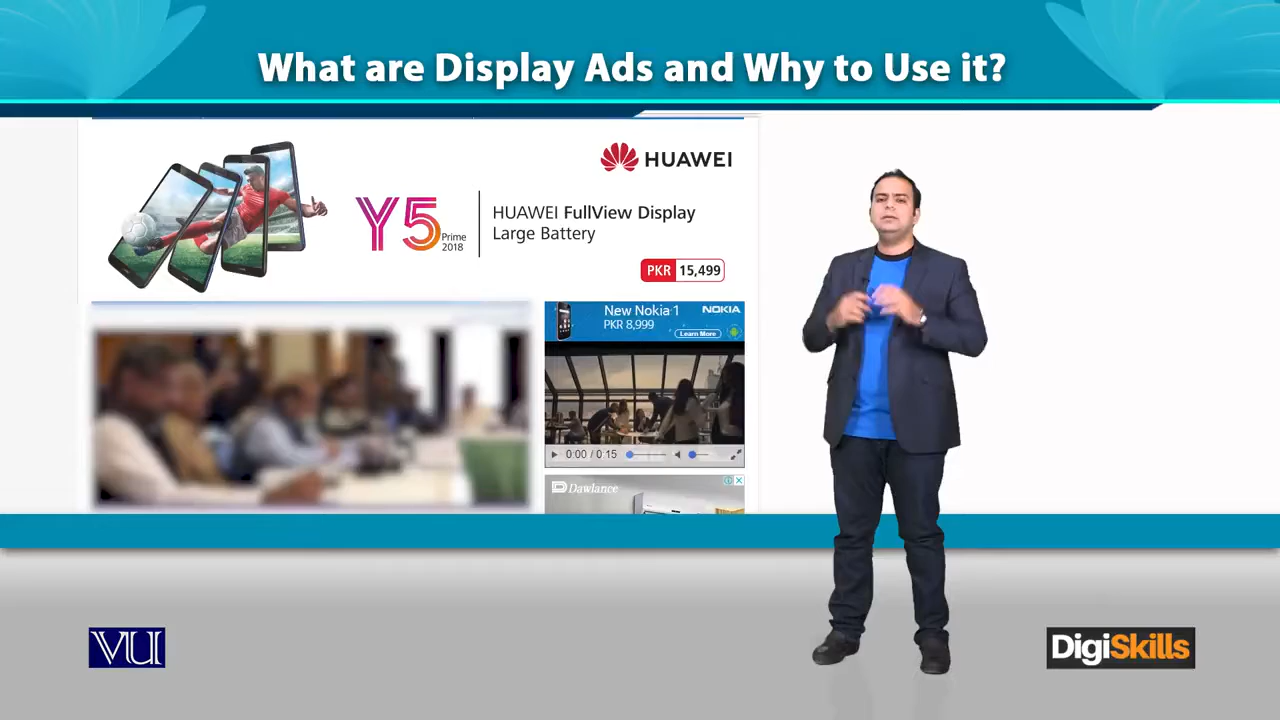 What are Display Ads and Why to Use it?
HUAWEI
Y5
Prime
2018
HUAWEI FullView Display
Large Battery
PKR 15,499
New Nokia 1
PKR 8,999
NOKIA
Learn More
0:00 / 0:15
Dawlance
VU
DigiSkills